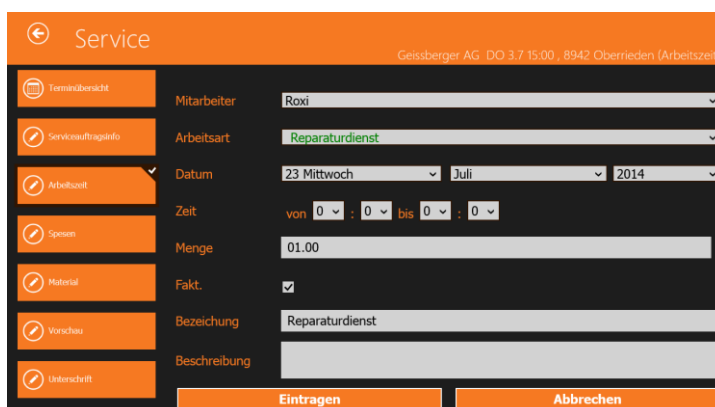 Service
Geissberger AG DO 3.7 15:00 , 8942 Oberrieden (Arbeitszeit
Terminübersicht
Serviceauftragsinfo
Arbeitszeit
Spesen
Material
Vorschau
Unterschrift
Mitarbeiter Roxi
Arbeitsart Reparaturdienst
Datum 23 Mittwoch Juli 2014
Zeit von 0 : 0 bis 0 : 0
Menge 01.00
Fakt.
Bezeichung Reparaturdienst
Beschreibung
Eintragen Abbrechen